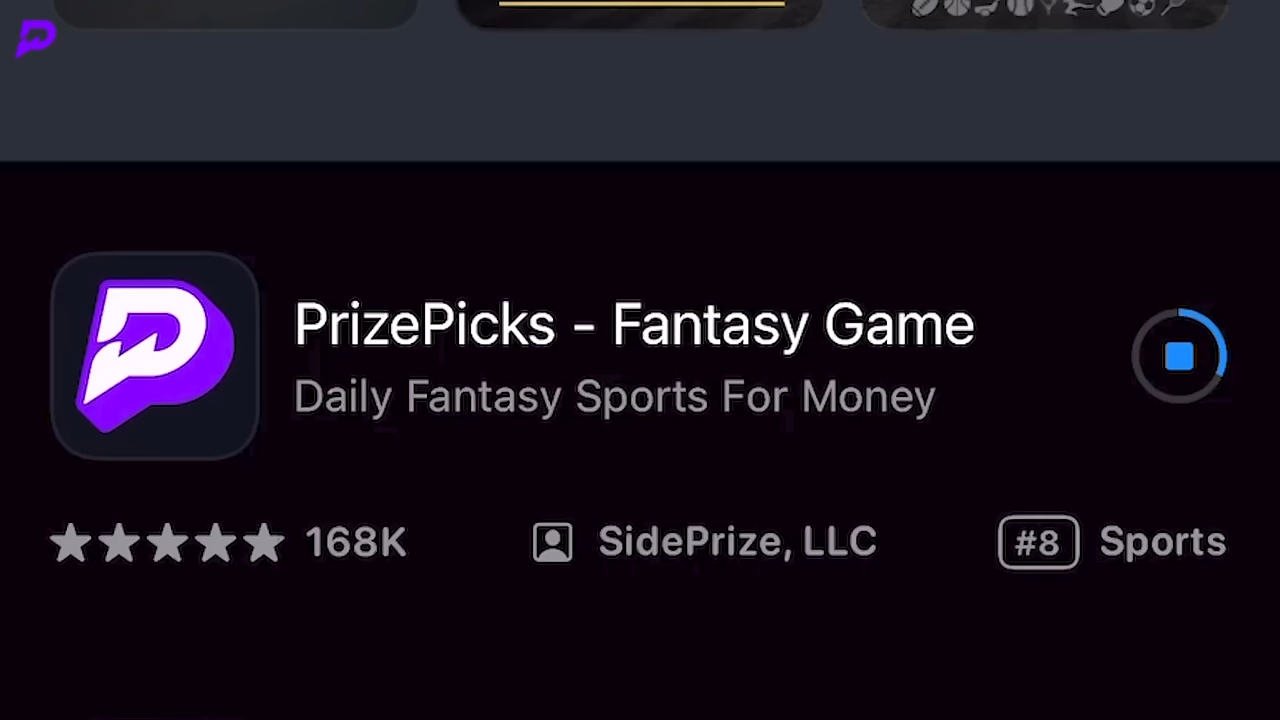 PrizePicks - Fantasy Game
Daily Fantasy Sports For Money
168K
SidePrize, LLC
#8 Sports